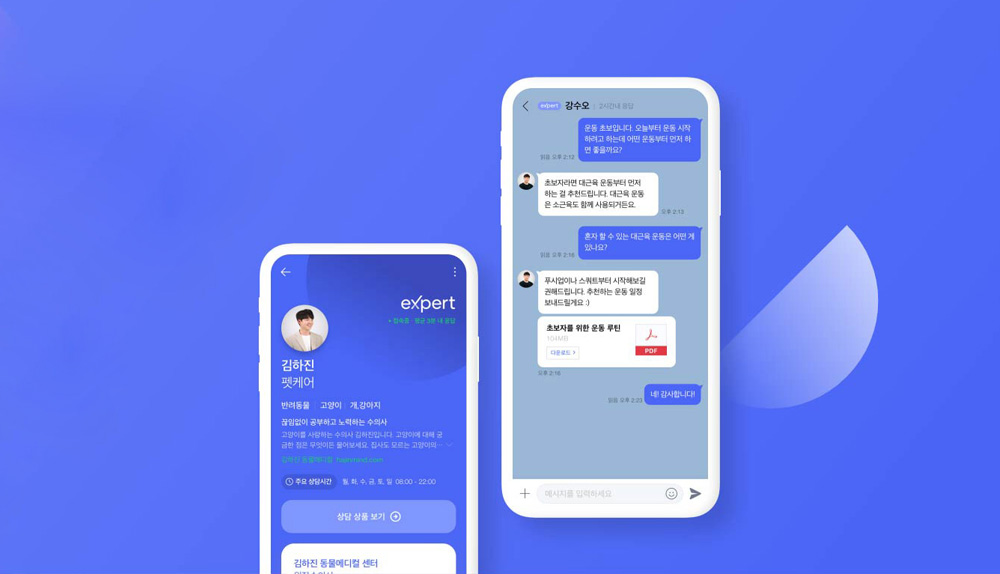 expert
• 접속중 · 평균 3분 내 응답
김하진
펫케어
반려동물 고양이 개,강아지
끊임없이 공부하고 노력하는 수의사
고양이를 사랑하는 수의사 김하진입니다. 고양이에 대해 궁
금한 점은 무엇이든 물어보세요. 집사도 모르는 고양이의…
김하진 동물메디컬
주요 상담시간 월, 화, 수, 금, 토, 일 08:00 - 22:00
상담 상품 보기
김하진 동물메디컬 센터
expert 강수오 | 2시간내 응답
운동 초보입니다. 오늘부터 운동 시작
하려고 하는데 어떤 운동부터 먼저 하
면 좋을까요?
읽음 오후 2:13
초보자라면 대근육 운동부터 먼저
하는 걸 추천드립니다. 대근육 운동
은 소근육도 함께 사용되거든요.
오후 2:13
혼자 할 수 있는 대근육 운동은 어떤 게
있나요?
읽음 오후 2:16
푸시업이나 스쿼트부터 시작해보길
권해드립니다. 추천하는 운동 일정
보내드릴게요 :)
초보자를 위한 운동 루틴
104MB
다운로드
PDF
오후 2:16
네! 감사합니다!
읽음 오후 2:23
메시지를 입력하세요